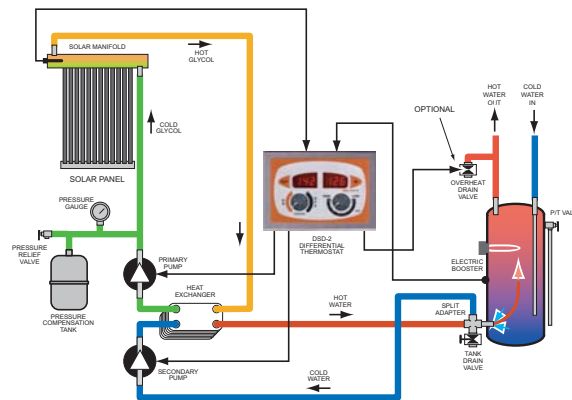 SOLAR MANIFOLD
HOT
GLYCOL
COLD
GLYCOL
SOLAR PANEL
PRESSURE
GAUGE
PRESSURE
RELIEF
VALVE
PRESSURE
COMPENSATION
TANK
PRIMARY
PUMP
HEAT
EXCHANGER
SECONDARY
PUMP
DSD-2
DIFFERENTIAL
THERMOSTAT
HOT
WATER
COLD
WATER
OPTIONAL
HOT
WATER
OUT
COLD
WATER
IN
OVERHEAT
DRAIN
VALVE
P/T VAL
ELECTRIC
BOOSTER
SPLIT
ADAPTER
TANK
DRAIN
VALVE